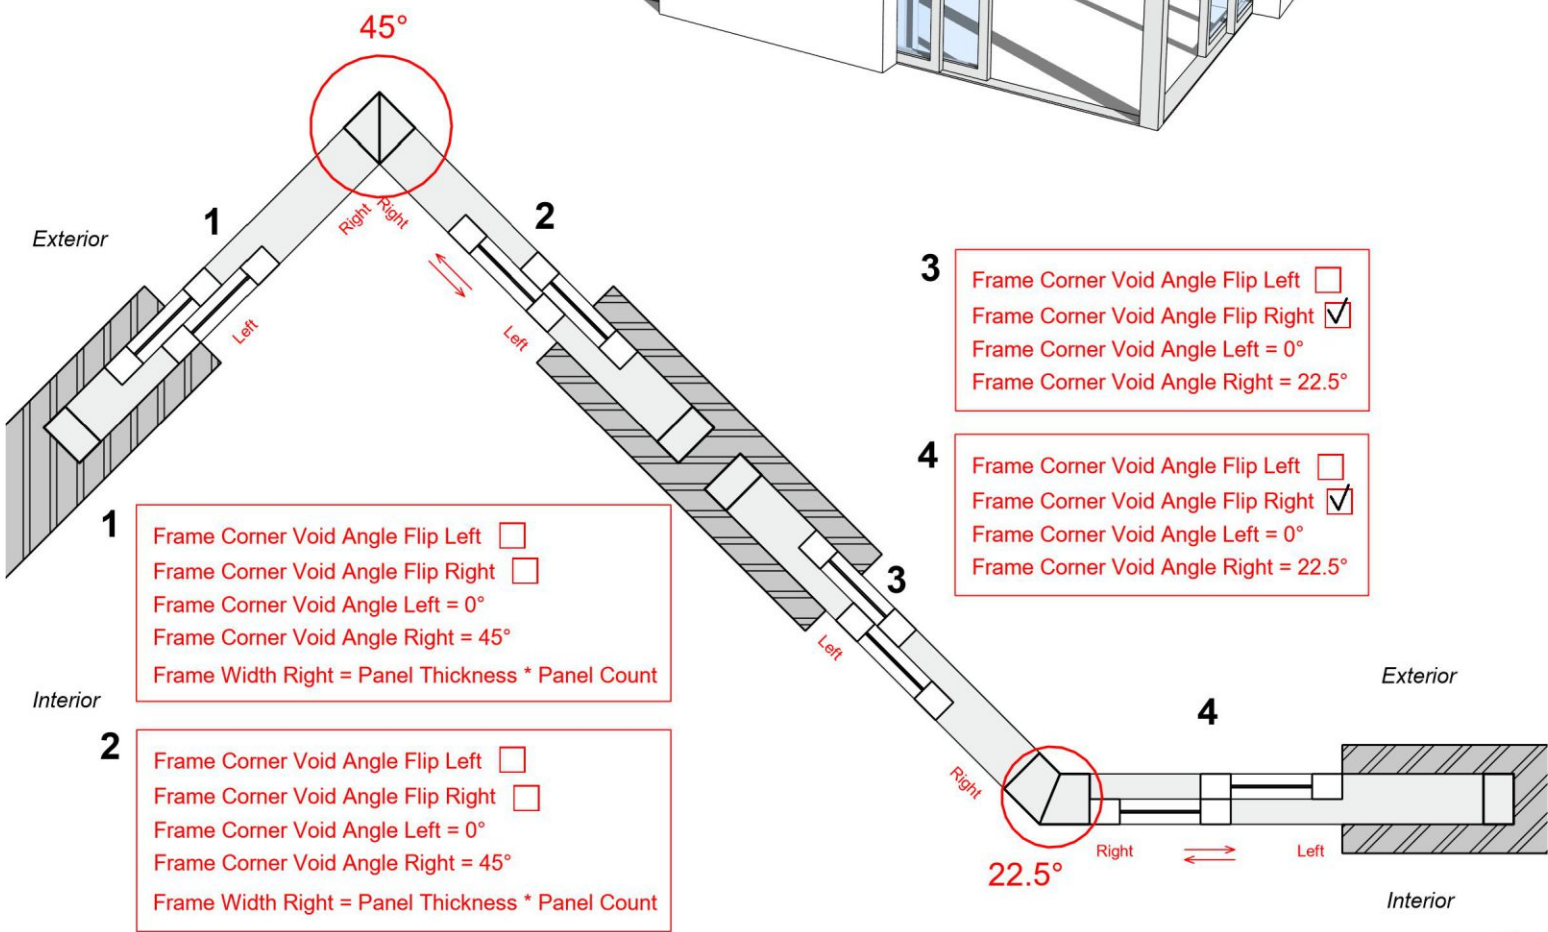 45°
Exterior
1
Right
Right
2
Left
Left
3
Frame Corner Void Angle Flip Left
Frame Corner Void Angle Flip Right
Frame Corner Void Angle Left = 0°
Frame Corner Void Angle Right = 22.5°
4
Frame Corner Void Angle Flip Left
Frame Corner Void Angle Flip Right
Frame Corner Void Angle Left = 0°
Frame Corner Void Angle Right = 22.5°
1
Frame Corner Void Angle Flip Left
Frame Corner Void Angle Flip Right
Frame Corner Void Angle Left = 0°
Frame Corner Void Angle Right = 45°
Frame Width Right = Panel Thickness * Panel Count
Interior
2
Frame Corner Void Angle Flip Left
Frame Corner Void Angle Flip Right
Frame Corner Void Angle Left = 0°
Frame Corner Void Angle Right = 45°
Frame Width Right = Panel Thickness * Panel Count
3
Left
Right
22.5°
4
Exterior
Right
Left
Interior